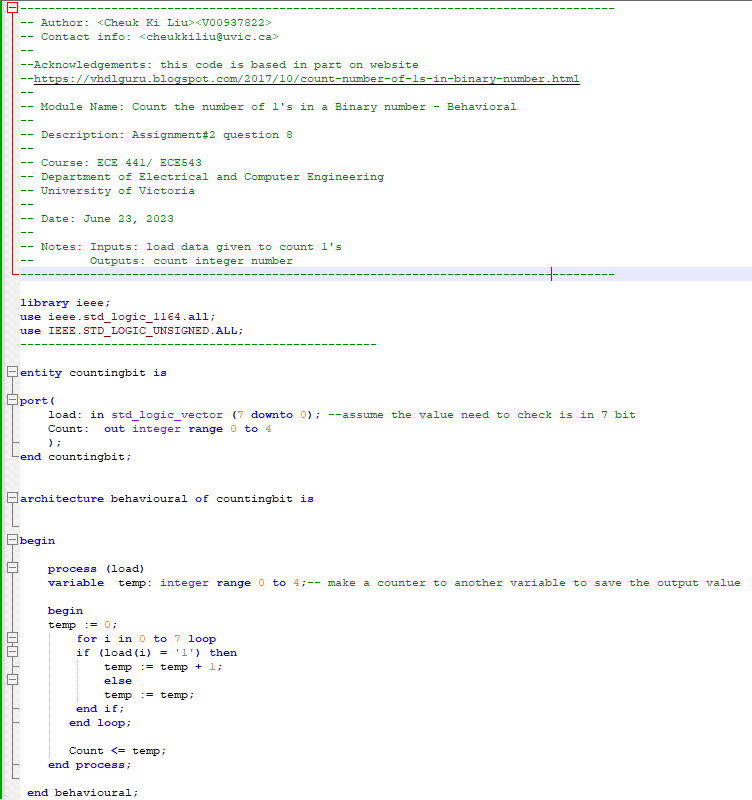 --------------------------------------------------------------------------------------
-- Author: <Cheuk Ki Liu><V00937822>
-- Contact info: <cheukkiliu@uvic.ca>
--
--Acknowledgements: this code is based in part on website
--https://vhdlguru.blogspot.com/2017/10/count-number-of-1s-in-binary-number.html
--
-- Module Name: Count the number of 1's in a Binary number - Behavioral
--
-- Description: Assignment#2 question 8
--
-- Course: ECE 441/ ECE543
-- Department of Electrical and Computer Engineering
-- University of Victoria
--
-- Date: June 23, 2023
--
-- Notes: Inputs: load data given to count 1's
--        Outputs: count integer number
--------------------------------------------------------------------------------------
library ieee;
use ieee.std_logic_1164.all;
use IEEE.STD_LOGIC_UNSIGNED.ALL;
---------------------------------------------------
entity countingbit is
port(
    load: in std_logic_vector (7 downto 0); --assume the value need to check is in 7 bit
    Count:  out integer range 0 to 4
    );
end countingbit;
architecture behavioural of countingbit is
begin
    process (load)
    variable  temp: integer range 0 to 4;-- make a counter to another variable to save the output value
    begin
    temp := 0;
        for i in 0 to 7 loop
        if (load(i) = '1') then
            temp := temp + 1;
            else
            temp := temp;
        end if;
       end loop;
       Count <= temp;
    end process;
 end behavioural;